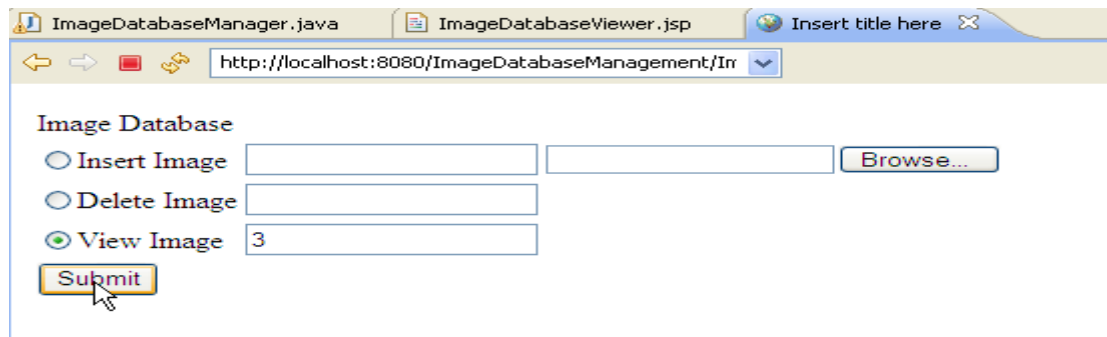 ImageDatabaseManager.java ImageDatabaseViewer.jsp Insert title here
http://localhost:8080/ImageDatabaseManagement/Im
Image Database
Insert Image Browse...
Delete Image
View Image 3
Submit